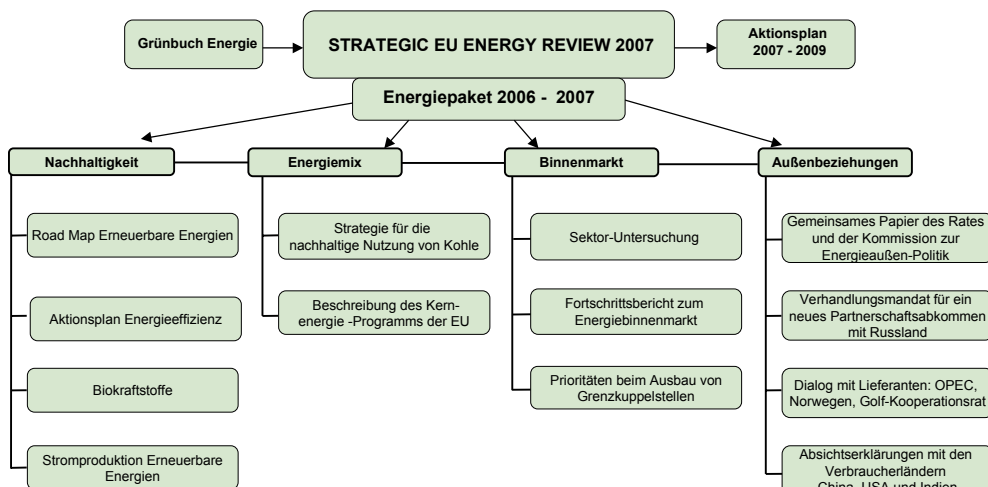 Grünbuch Energie
STRATEGIC EU ENERGY REVIEW 2007
Aktionsplan
2007 - 2009
Energiepaket 2006 - 2007
Nachhaltigkeit
Energiemix
Binnenmarkt
Außenbeziehungen
Road Map Erneuerbare Energien
Aktionsplan Energieeffizienz
Biokraftstoffe
Stromproduktion Erneuerbare
Energien
Strategie für die
nachhaltige Nutzung von Kohle
Beschreibung des Kern-
energie -Programms der EU
Sektor-Untersuchung
Fortschrittsbericht zum
Energiebinnenmarkt
Prioritäten beim Ausbau von
Grenzkuppelstellen
Gemeinsames Papier des Rates
und der Kommission zur
Energieaußen-Politik
Verhandlungsmandat für ein
neues Partnerschaftsabkommen
mit Russland
Dialog mit Lieferanten: OPEC,
Norwegen, Golf-Kooperationsrat
Absichtserklärungen mit den
Verbraucherländern
China, USA und Indien